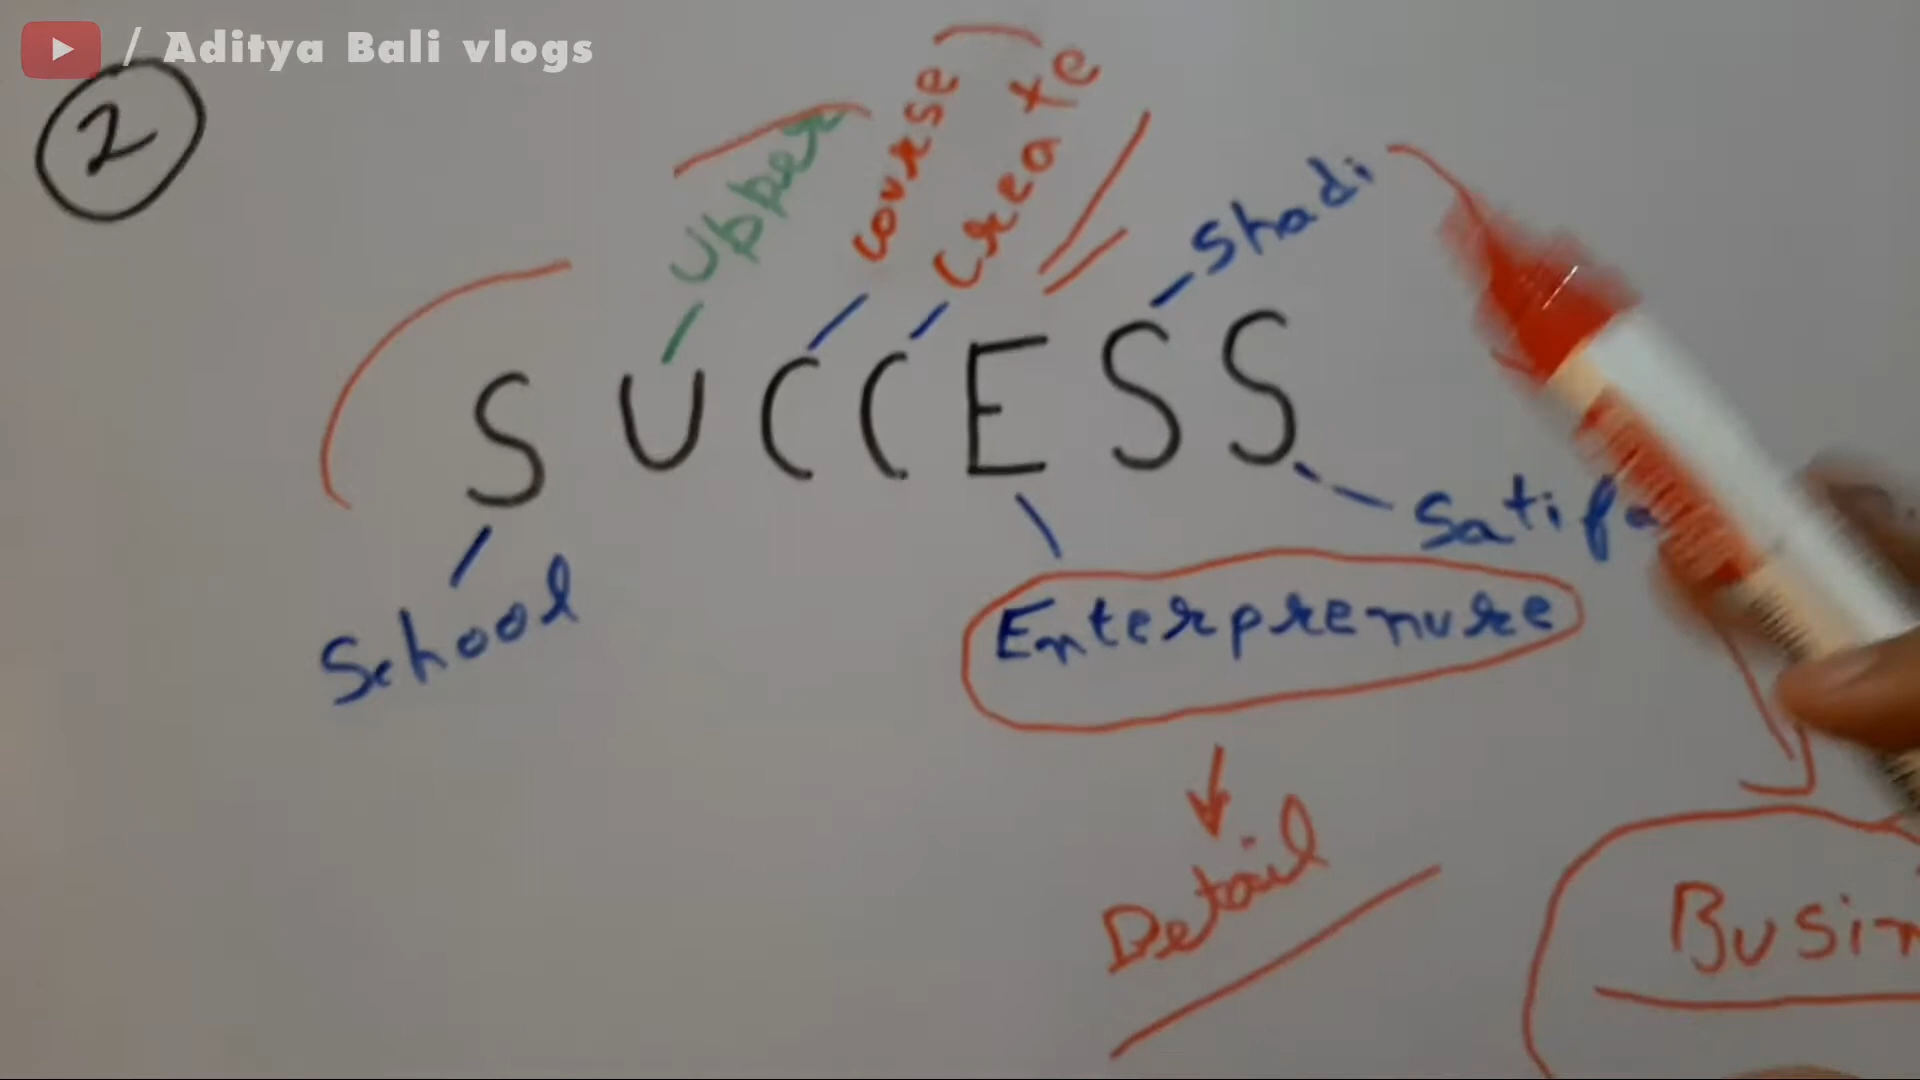 / Aditya Bali vlogs
2
Upper
course
Create
Shadi
SUCCESS
School
Enterprenure
Detail